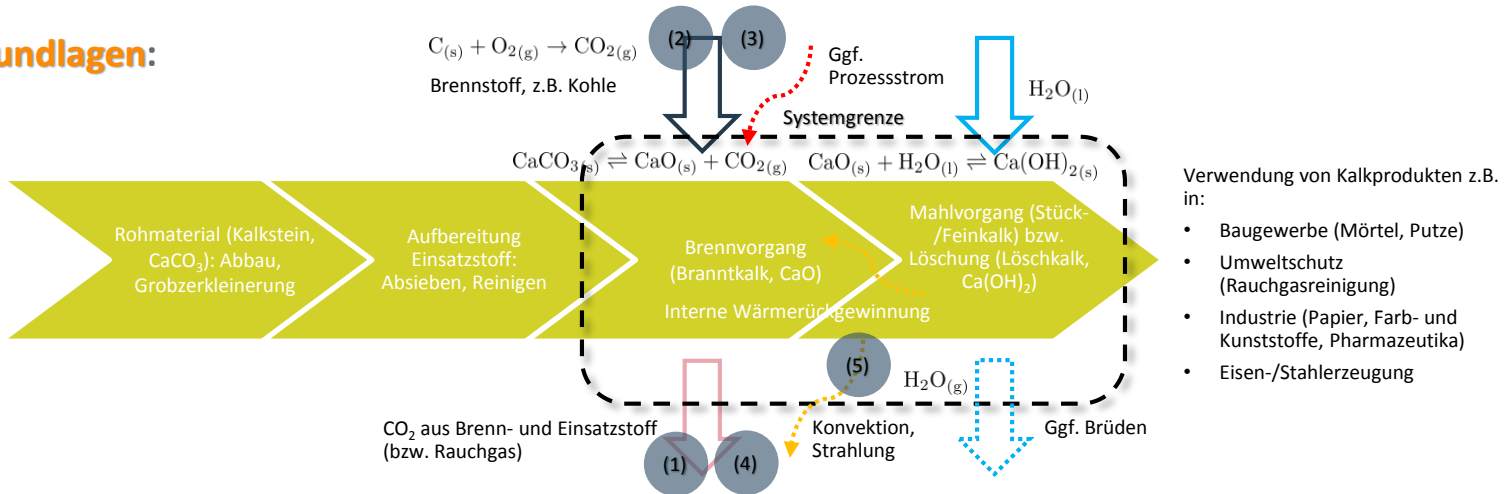 undlagen:
C(s) + O2(g) → CO2(g)
Brennstoff, z.B. Kohle
(2)
(3)
Ggf.
Prozessstrom
H2O(l)
Systemgrenze
CaCO3(s) ⇌ CaO(s) + CO2(g)
CaO(s) + H2O(l) ⇌ Ca(OH)2(s)
Rohmaterial (Kalkstein,
CaCO3): Abbau,
Grobzerkleinerung
Aufbereitung
Einsatzstoff:
Absieben, Reinigen
Brennvorgang
(Branntkalk, CaO)
Interne Wärmerückgewinnung
Mahlvorgang (Stück-
/Feinkalk) bzw.
Löschung (Löschkalk,
Ca(OH)2)
Verwendung von Kalkprodukten z.B.
in:
• Baugewerbe (Mörtel, Putze)
• Umweltschutz
(Rauchgasreinigung)
• Industrie (Papier, Farb- und
Kunststoffe, Pharmazeutika)
• Eisen-/Stahlerzeugung
(5)
H2O(g)
CO2 aus Brenn- und Einsatzstoff
(bzw. Rauchgas)
(1)
(4)
Konvektion,
Strahlung
Ggf. Brüden